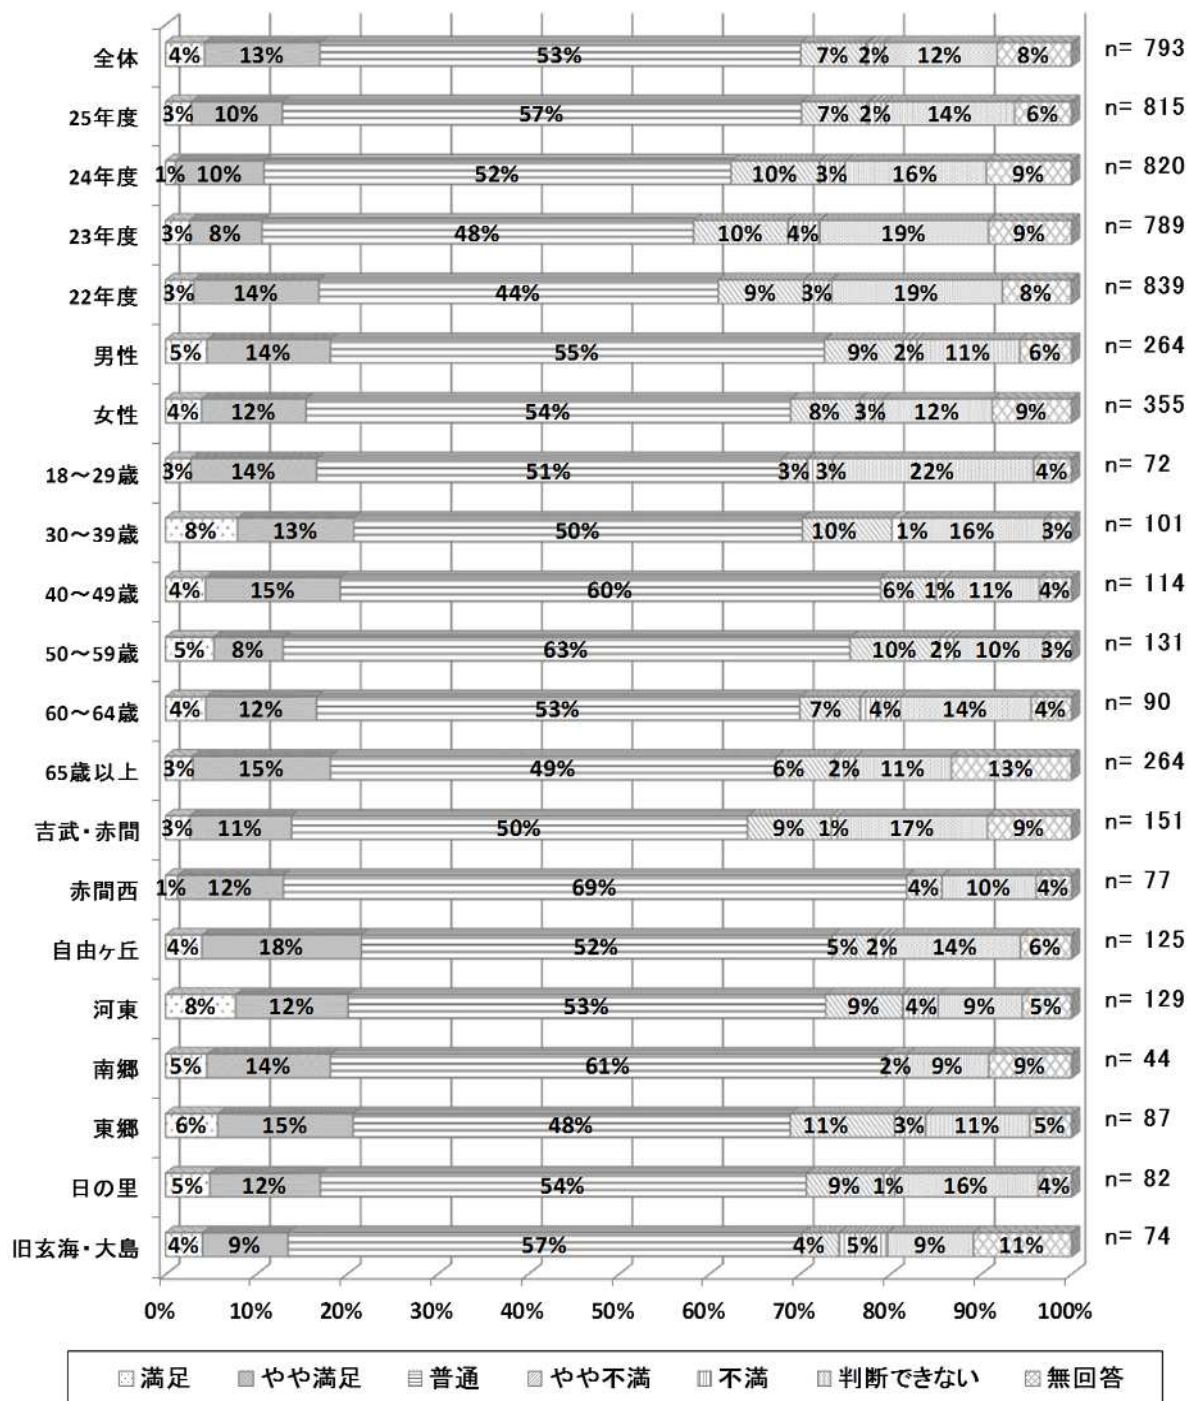 全体 4% 13% 53% 7% 2% 12% 8% n= 793
25年度 3% 10% 57% 7% 2% 14% 6% n= 815
24年度 1% 10% 52% 10% 3% 16% 9% n= 820
23年度 3% 8% 48% 10% 4% 19% 9% n= 789
22年度 3% 14% 44% 9% 3% 19% 8% n= 839
男性 5% 14% 55% 9% 2% 11% 6% n= 264
女性 4% 12% 54% 8% 3% 12% 9% n= 355
18～29歳 3% 14% 51% 3% 3% 22% 4% n= 72
30～39歳 8% 13% 50% 10% 1% 16% 3% n= 101
40～49歳 4% 15% 60% 6% 1% 11% 4% n= 114
50～59歳 5% 8% 63% 10% 2% 10% 3% n= 131
60～64歳 4% 12% 53% 7% 4% 14% 4% n= 90
65歳以上 3% 15% 49% 6% 2% 11% 13% n= 264
吉武・赤間 3% 11% 50% 9% 1% 17% 9% n= 151
赤間西 1% 12% 69% 4% 10% 4% n= 77
自由ヶ丘 4% 18% 52% 5% 2% 14% 6% n= 125
河東 8% 12% 53% 9% 4% 9% 5% n= 129
南郷 5% 14% 61% 2% 9% 9% n= 44
東郷 6% 15% 48% 11% 3% 11% 5% n= 87
日の里 5% 12% 54% 9% 1% 16% 4% n= 82
旧玄海・大島 4% 9% 57% 4% 5% 9% 11% n= 74
0% 10% 20% 30% 40% 50% 60% 70% 80% 90% 100%
満足 やや満足 普通 やや不満 不満 判断できない 無回答